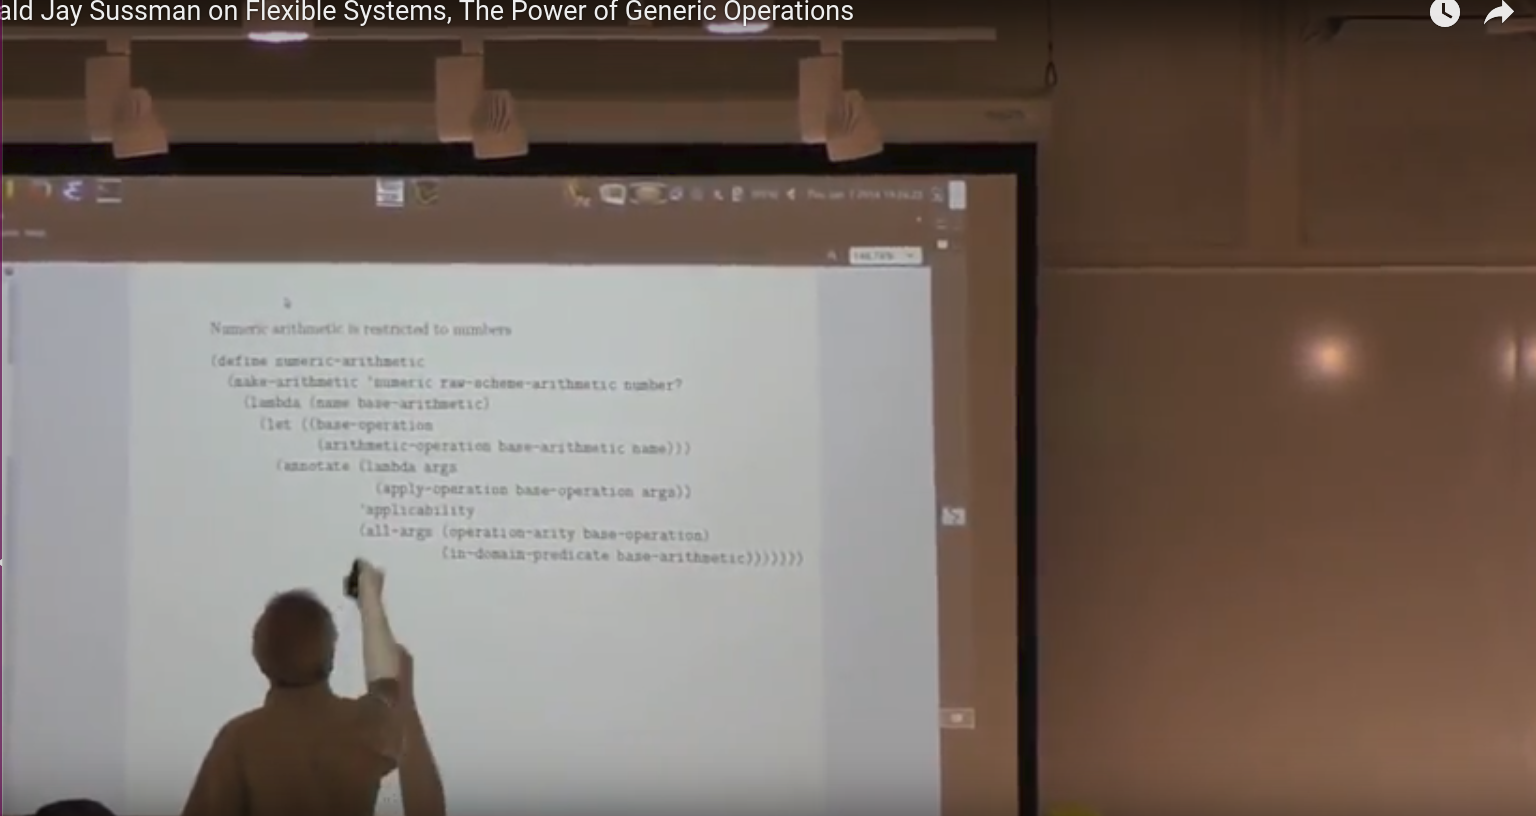 ald Jay Sussman on Flexible Systems, The Power of Generic Operations
Numeric arithmetic is restricted to numbers
(define numeric-arithmetic
(make-arithmetic 'numeric raw-scheme-arithmetic number?
(lambda (name base-arithmetic)
(let ((base-operation
(arithmetic-operation base-arithmetic name)))
(annotate (lambda args
(apply-operation base-operation args))
'applicability
(all-args (operation-arity base-operation)
(in-domain-predicate base-arithmetic)))))))